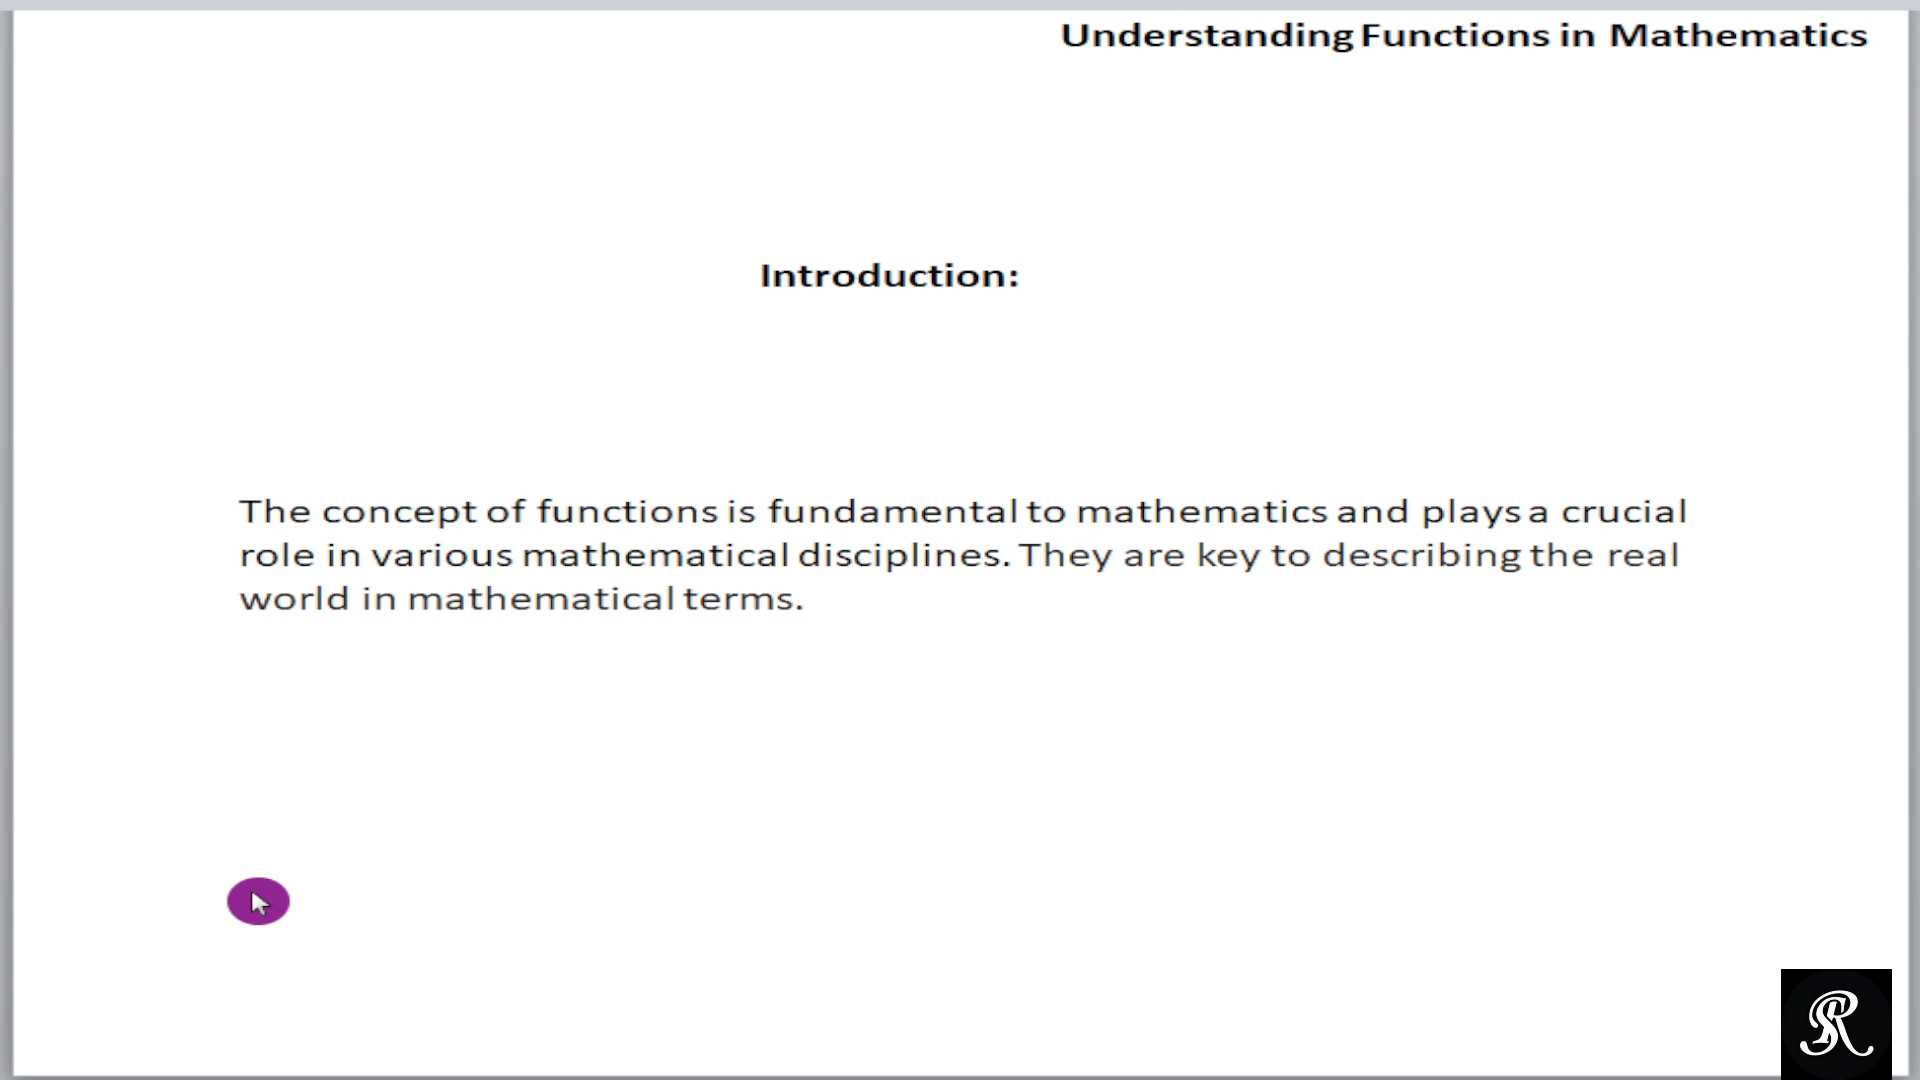 Understanding Functions in Mathematics
Introduction:
The concept of functions is fundamental to mathematics and plays a crucial
role in various mathematical disciplines. They are key to describing the real
world in mathematical terms.